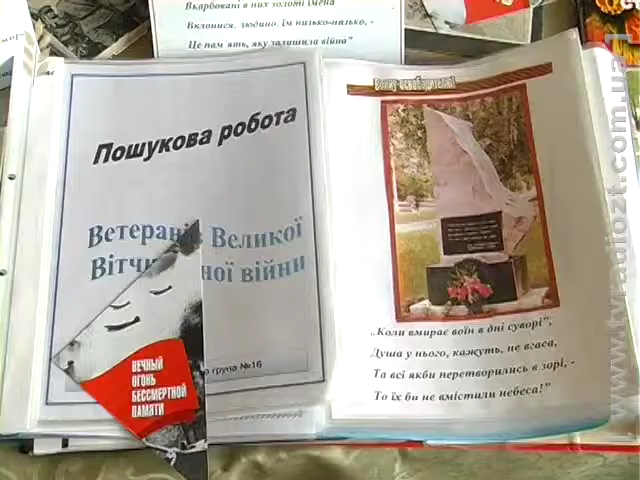 Вкарбовані в них золоті імена
Вклонися, людино, їм низько-низько, -
Це пам'ять, яку залишила війна"
Пошукова робота
Ветерани Великої
Вітчизняної війни
група №16
ВЕЧНЫЙ
ОГОНЬ
БЕССМЕРТНОЙ
ПАМЯТИ
„Коли вмирає воїн в дні суворі",
Душа у нього, кажуть, не вгаса,
Та всі якби перетворились в зорі, -
То їх би не вмістили небеса!"
www.tvradiozt.com.ua